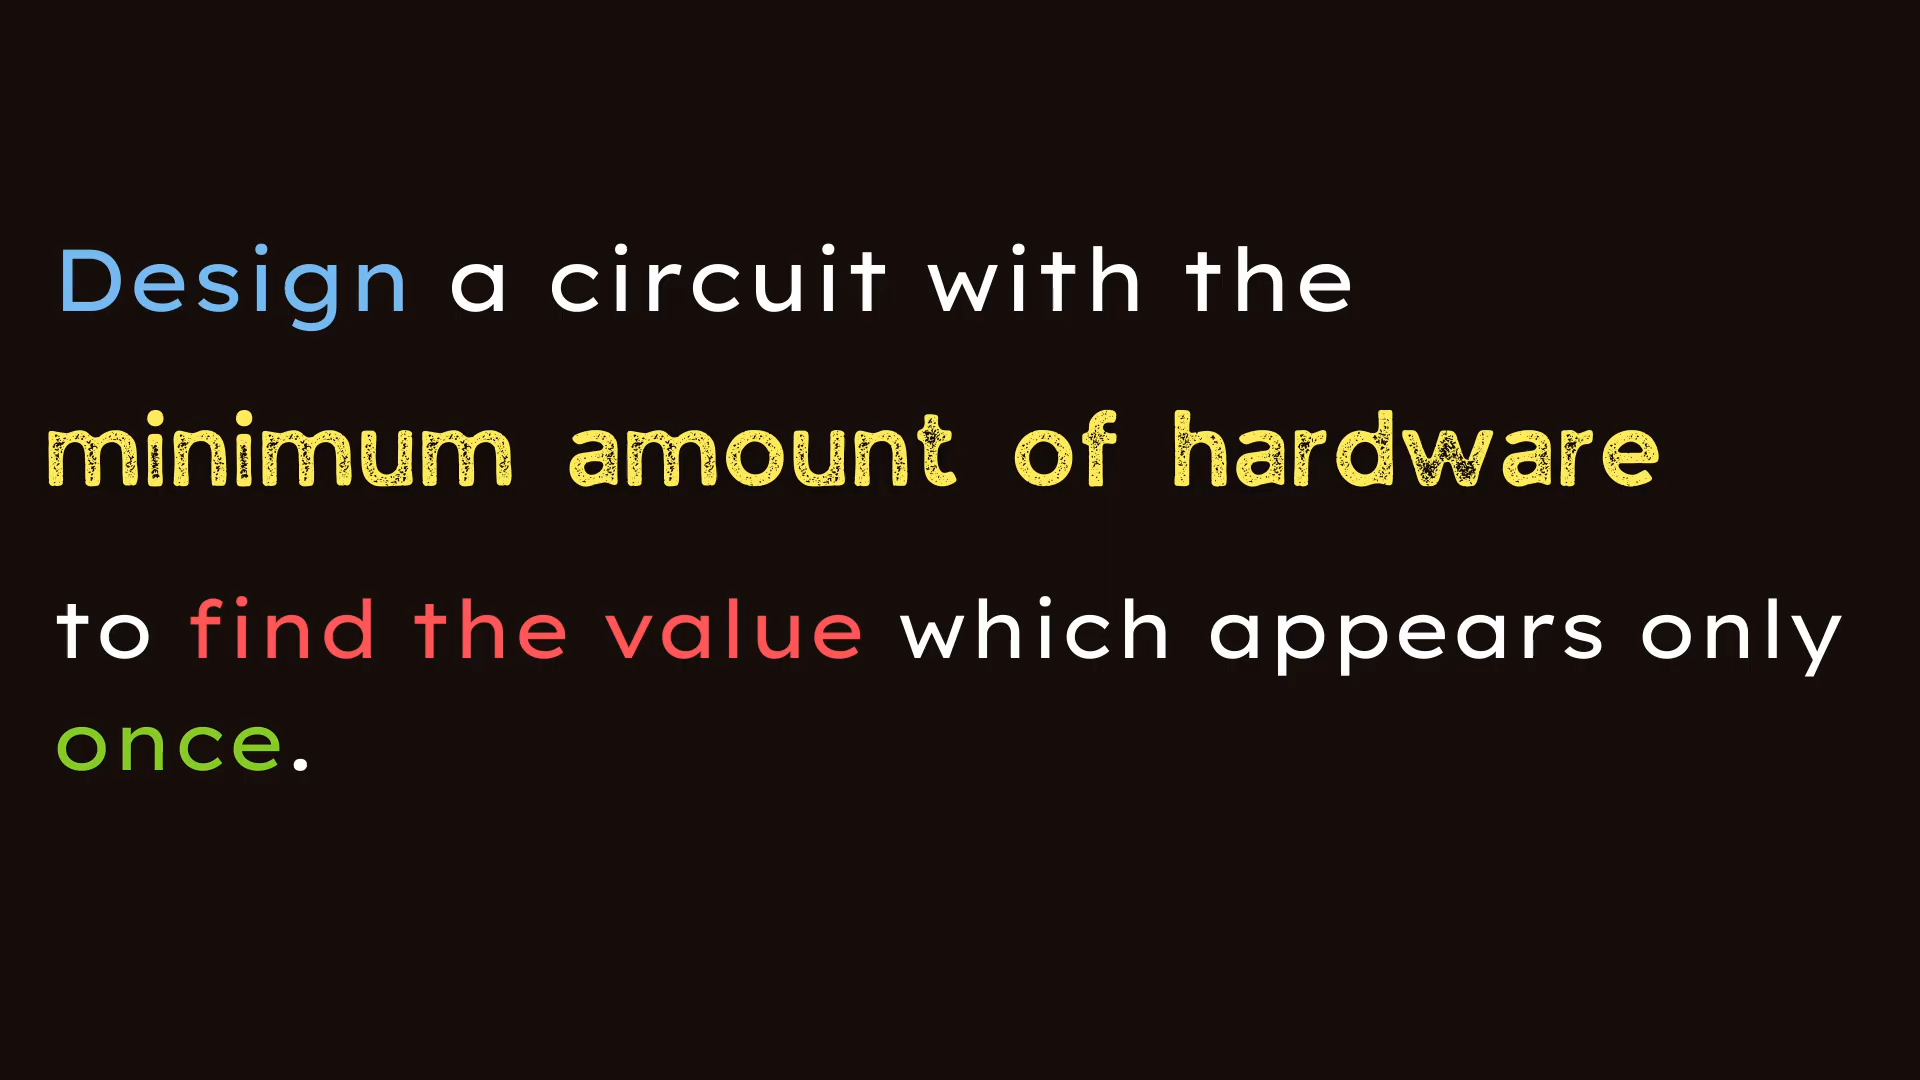 Design a circuit with the
minimum amount of hardware
to find the value which appears only
once.